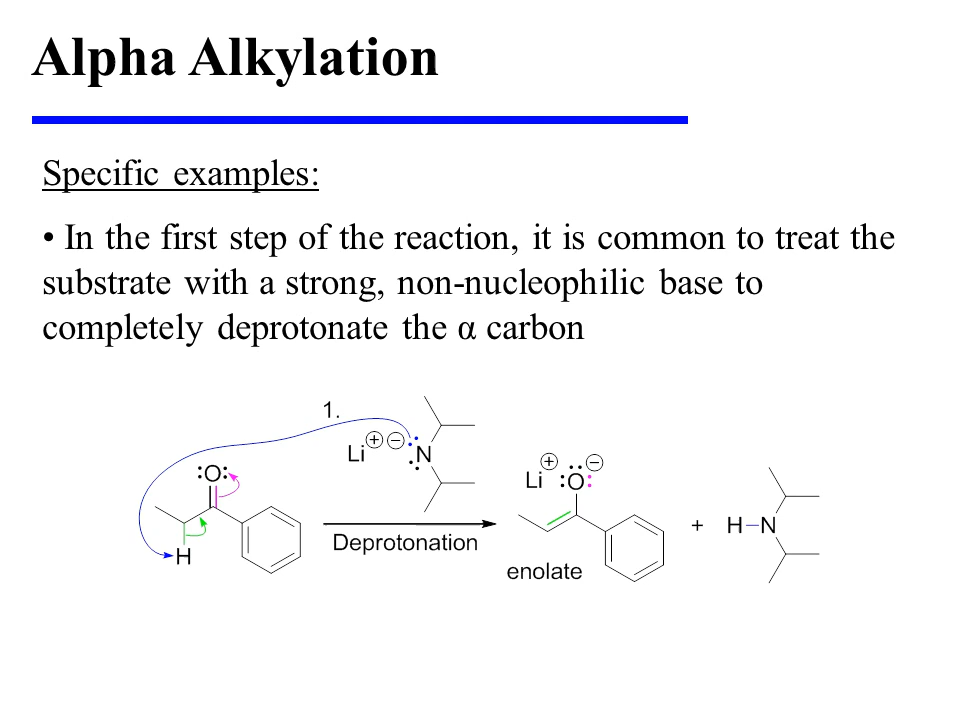 Alpha Alkylation
Specific examples:
• In the first step of the reaction, it is common to treat the
substrate with a strong, non-nucleophilic base to
completely deprotonate the α carbon
1.
Li + − N
O
H
Deprotonation
Li + O −
enolate
+ H N